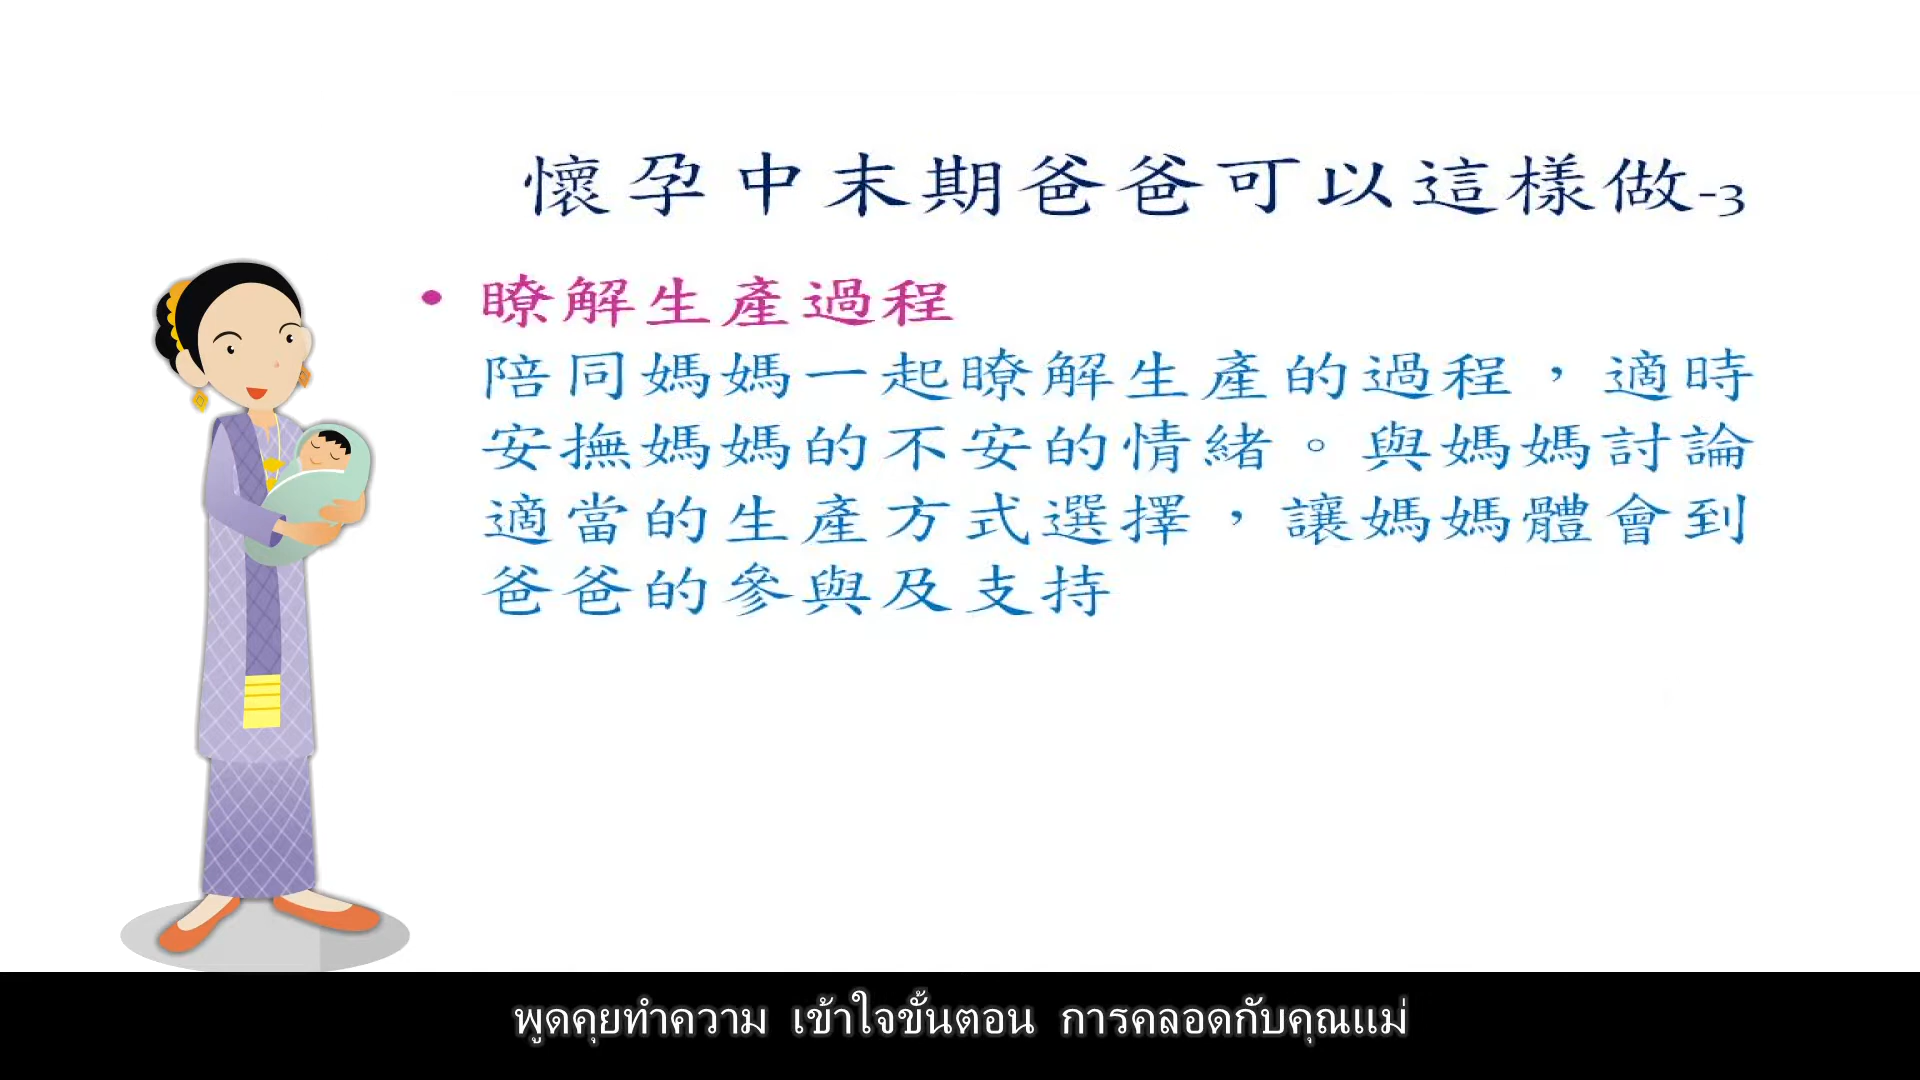 懷孕中末期爸爸可以這樣做-3
• 瞭解生產過程
陪同媽媽一起瞭解生產的過程，適時
安撫媽媽的不安的情緒。與媽媽討論
適當的生產方式選擇，讓媽媽體會到
爸爸的參與及支持
พูดคุยทำความ เข้าใจขั้นตอน การคลอดกับคุณแม่